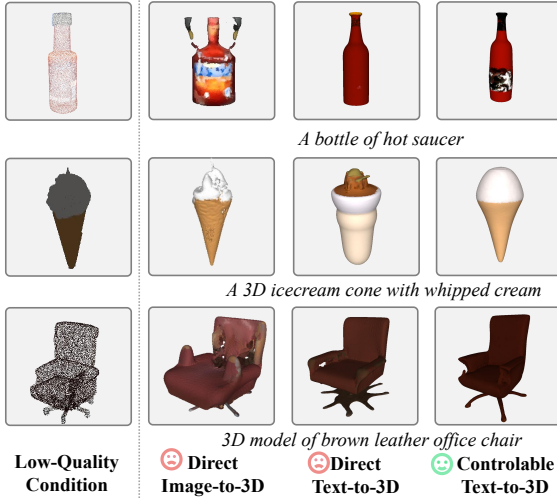 A bottle of hot saucer
A 3D icecream cone with whipped cream
3D model of brown leather office chair
Low-Quality
Condition
Direct
Image-to-3D
Direct
Text-to-3D
Controlable
Text-to-3D